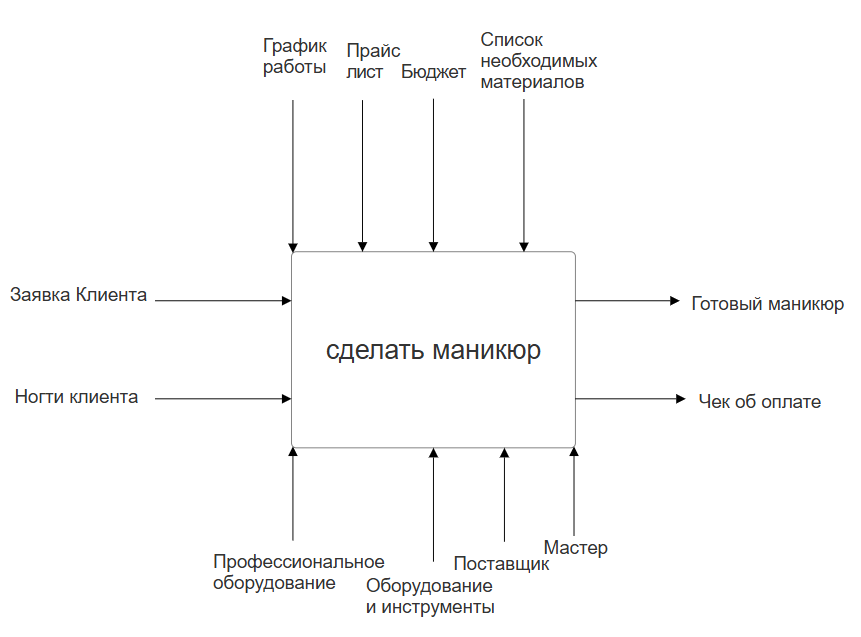 График
работы
Прайс
лист
Бюджет
Список
необходимых
материалов
Заявка Клиента
Ногти клиента
сделать маникюр
Готовый маникюр
Чек об оплате
Профессиональное
оборудование
Оборудование
и инструменты
Поставщик
Мастер